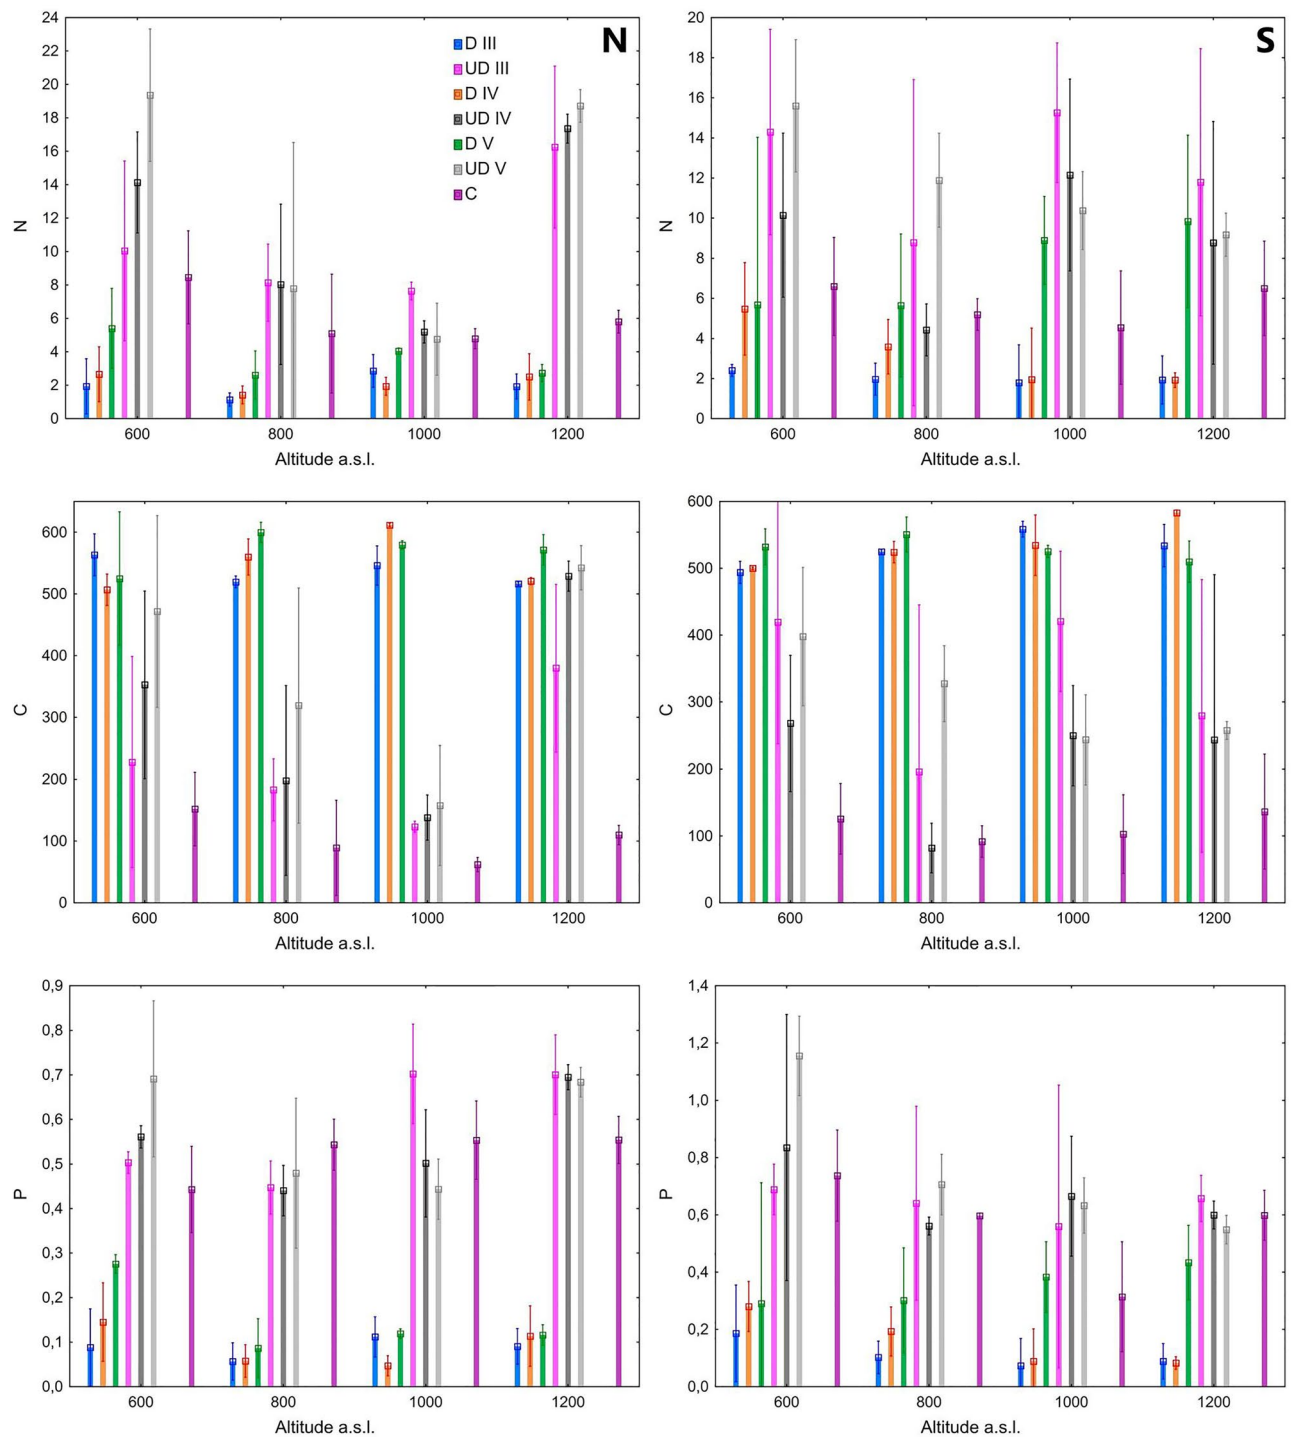 N
24
22
20
18
16
14
12
10
8
6
4
2
0
N
D III
UD III
D IV
UD IV
D V
UD V
C
600 800 1000 1200
Altitude a.s.l.
S
20
18
16
14
12
10
8
6
4
2
0
N
600 800 1000 1200
Altitude a.s.l.
600
500
400
300
200
100
0
C
600 800 1000 1200
Altitude a.s.l.
600
500
400
300
200
100
0
C
600 800 1000 1200
Altitude a.s.l.
0,9
0,8
0,7
0,6
0,5
0,4
0,3
0,2
0,1
0,0
P
600 800 1000 1200
Altitude a.s.l.
1,4
1,2
1,0
0,8
0,6
0,4
0,2
0,0
P
600 800 1000 1200
Altitude a.s.l.